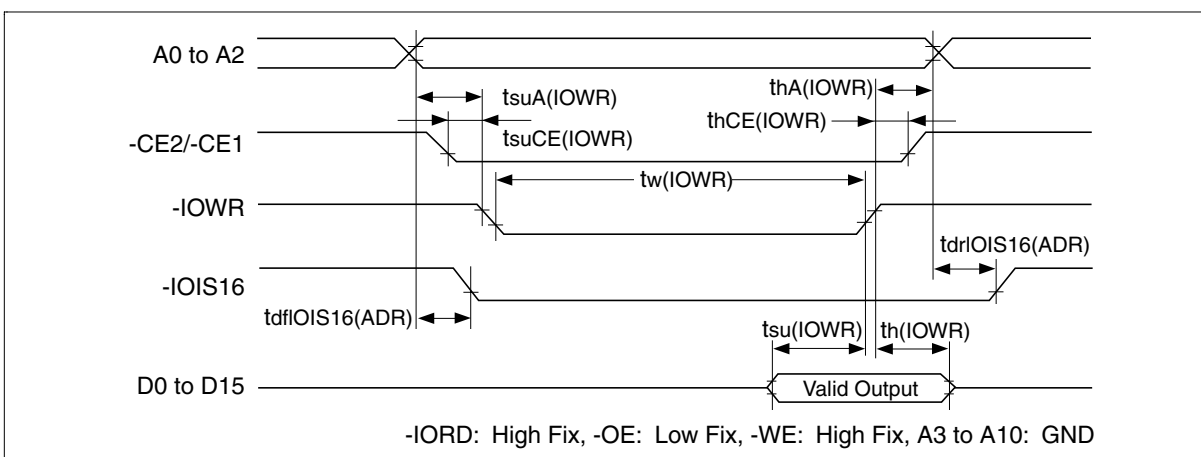 A0 to A2
tsuA(IOWR)
thA(IOWR)
thCE(IOWR)
-CE2/-CE1
tsuCE(IOWR)
tw(IOWR)
-IOWR
tdrIOIS16(ADR)
-IOIS16
tdfIOIS16(ADR)
tsu(IOWR)
th(IOWR)
D0 to D15
Valid Output
-IORD: High Fix, -OE: Low Fix, -WE: High Fix, A3 to A10: GND